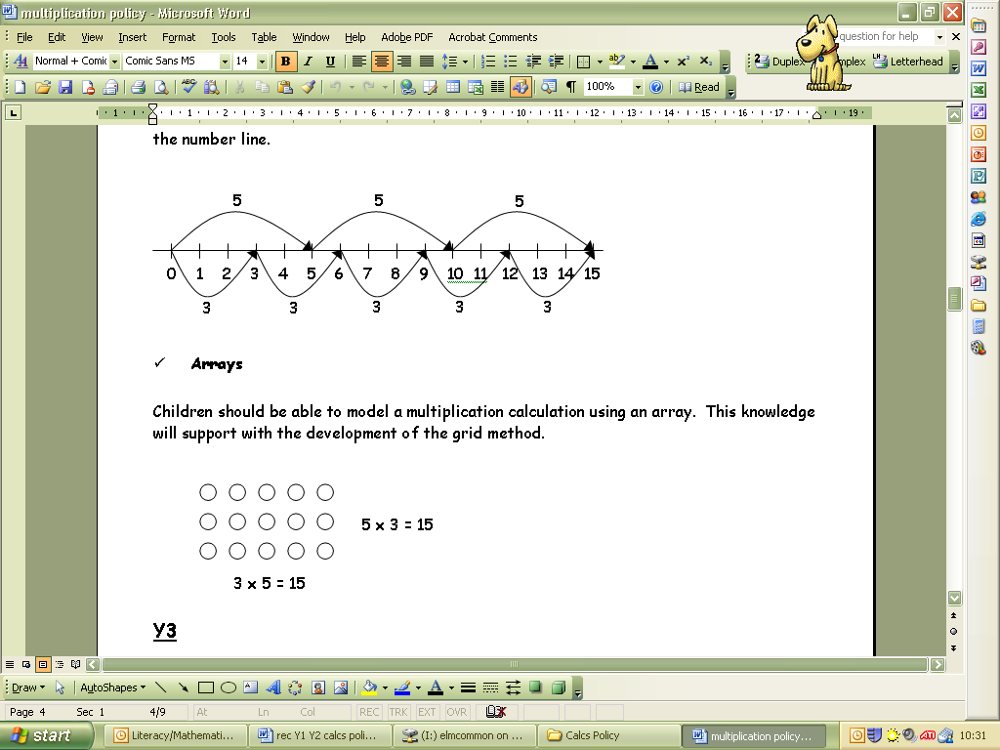 multiplication policy - Microsoft Word
File Edit View Insert Format Tools Table Window Help Adobe PDF Acrobat Comments question for help
Normal + Comic Comic Sans MS 14 B I U Duplex mplex Letterhead
100% Read
1 1 2 3 4 5 6 7 8 9 10 11 12 13 14 15 16 17 19
the number line.
5 5 5
0 1 2 3 4 5 6 7 8 9 10 11 12 13 14 15
3 3 3 3 3
✓ Arrays
Children should be able to model a multiplication calculation using an array. This knowledge
will support with the development of the grid method.
5 x 3 = 15
3 x 5 = 15
Y3
Draw AutoShapes
Page 4 Sec 1 4/9 At Ln Col REC TRK EXT OVR
start Literacy/Mathemati... rec Y1 Y2 calcs poli... (I:) elmcommon on ... Calcs Policy multiplication policy... 10:31